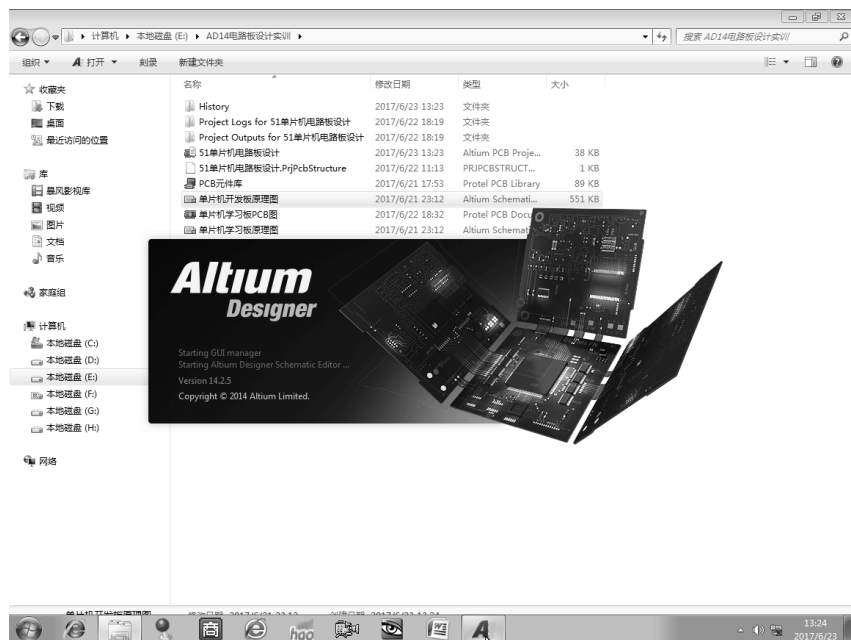 计算机 ▸ 本地磁盘 (E:) ▸ AD14电路板设计实训 ▸
搜索 AD14电路板设计实训
组织 打开 刻录 新建文件夹
名称 修改日期 类型 大小
收藏夹
下载
桌面
最近访问的位置
库
暴风影视库
视频
图片
文档
音乐
家庭组
计算机
本地磁盘 (C:)
本地磁盘 (D:)
本地磁盘 (E:)
本地磁盘 (F:)
本地磁盘 (G:)
本地磁盘 (H:)
网络
History 2017/6/23 13:23 文件夹
Project Logs for 51单片机电路板设计 2017/6/22 18:19 文件夹
Project Outputs for 51单片机电路板设计 2017/6/22 18:19 文件夹
51单片机电路板设计 2017/6/23 13:23 Altium PCB Proje... 38 KB
51单片机电路板设计.PrjPcbStructure 2017/6/22 11:13 PRJPCBSTRUCT... 1 KB
PCB元件库 2017/6/21 17:53 Protel PCB Library 89 KB
单片机开发板原理图 2017/6/21 23:12 Altium Schemati... 551 KB
单片机学习板PCB图 2017/6/22 18:32 Protel PCB Docu
单片机学习板原理图 2017/6/21 23:12 Altium Schemati
Altium
Designer
Starting GUI manager
Starting Altium Designer Schematic Editor ...
Version 14.2.5
Copyright © 2014 Altium Limited.
商
hao
13:24
2017/6/23